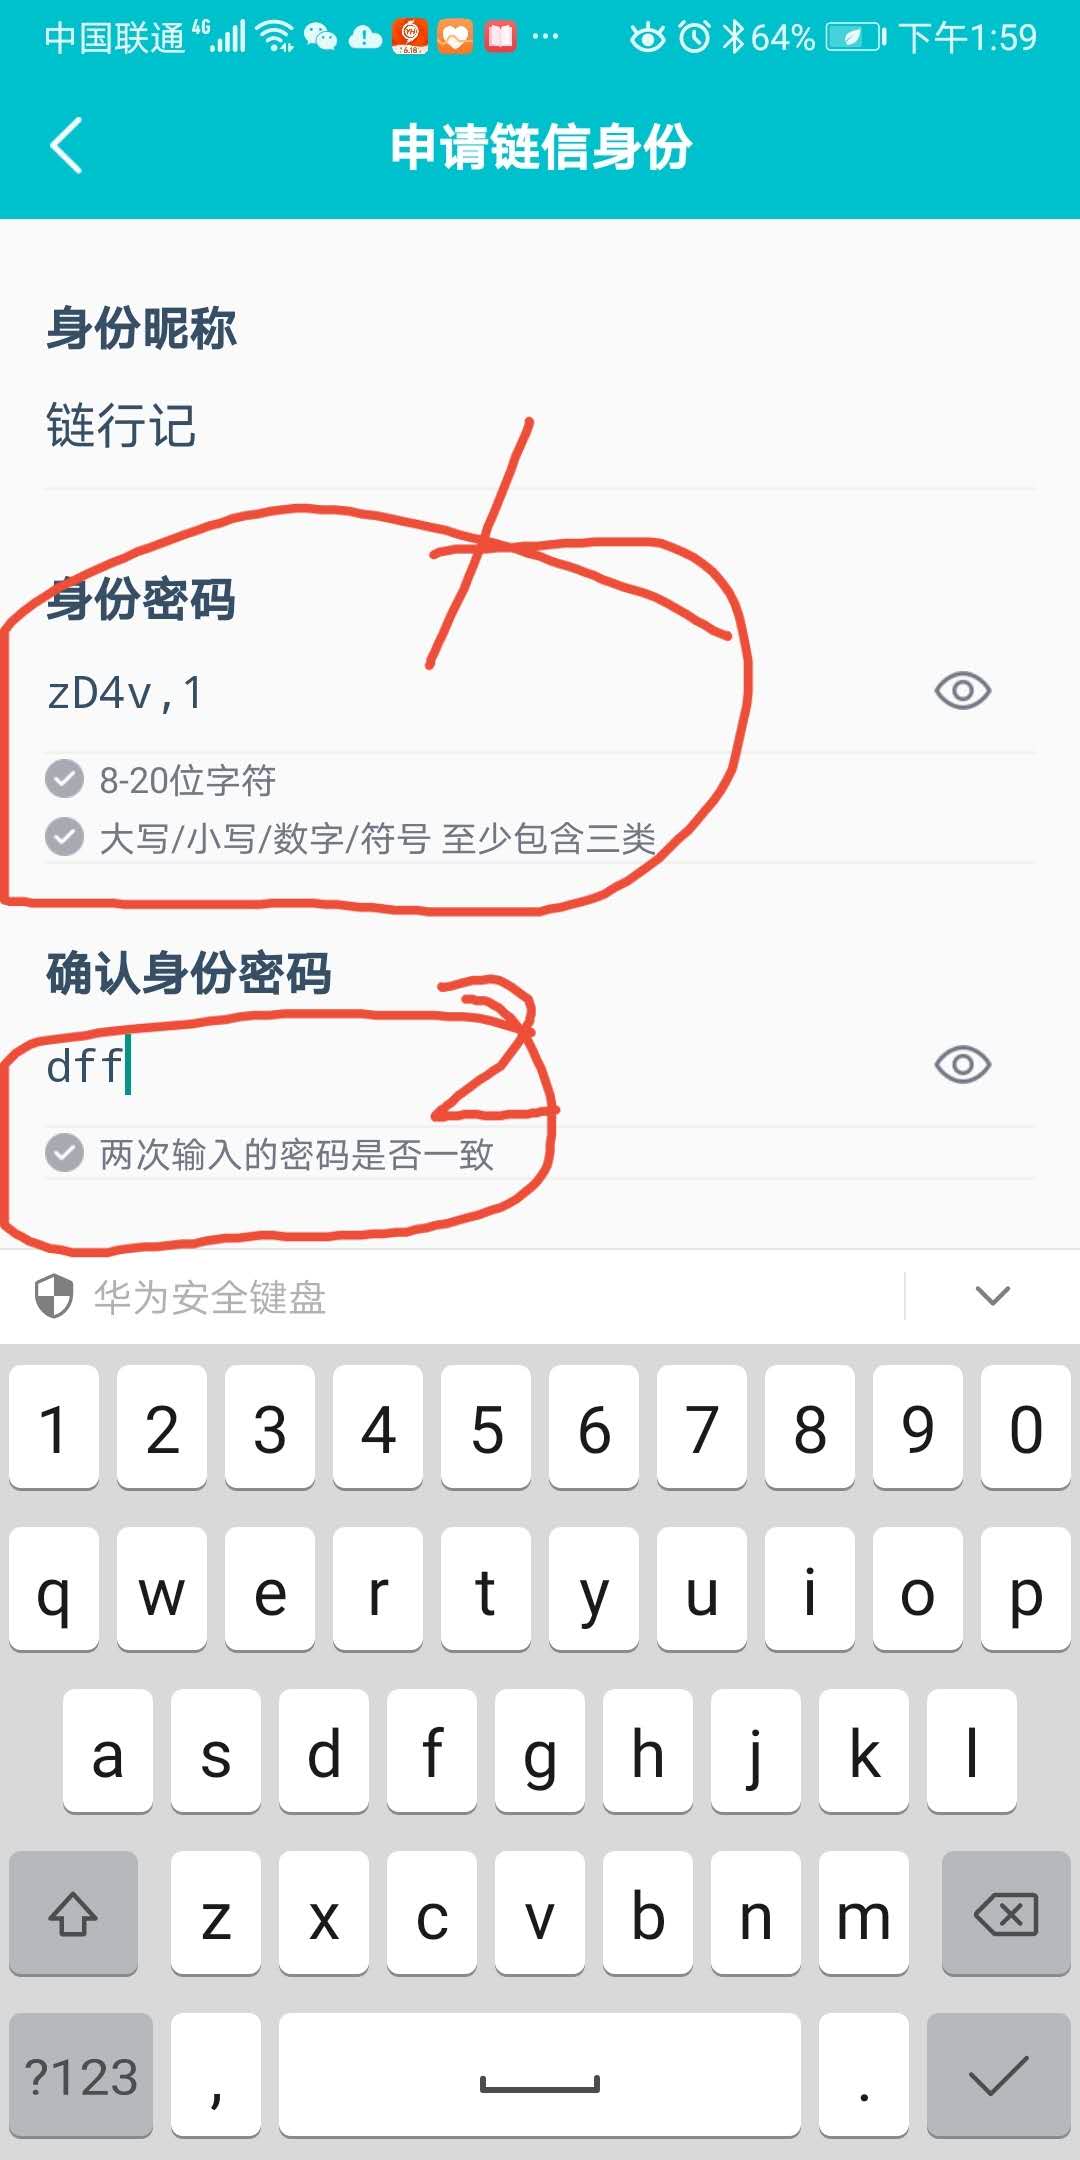 中国联通 4G 64% 下午1:59
申请链信身份
身份昵称
链行记
身份密码
zD4v,1
8-20位字符
大写/小写/数字/符号 至少包含三类
确认身份密码
2
dff
两次输入的密码是否一致
华为安全键盘
1 2 3 4 5 6 7 8 9 0
q w e r t y u i o p
a s d f g h j k l
z x c v b n m
?123 , .